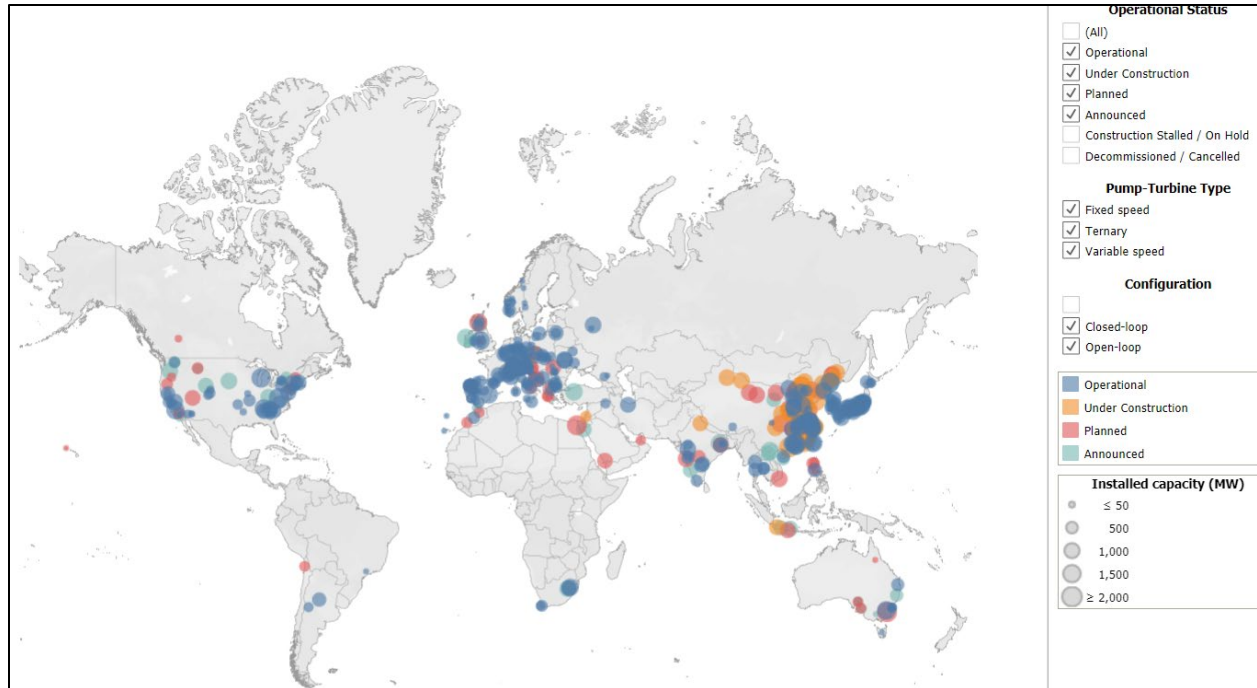 Operational Status
(All)
Operational
Under Construction
Planned
Announced
Construction Stalled / On Hold
Decommissioned / Cancelled
Pump-Turbine Type
Fixed speed
Ternary
Variable speed
Configuration
Closed-loop
Open-loop
Operational
Under Construction
Planned
Announced
Installed capacity (MW)
≤ 50
500
1,000
1,500
≥ 2,000